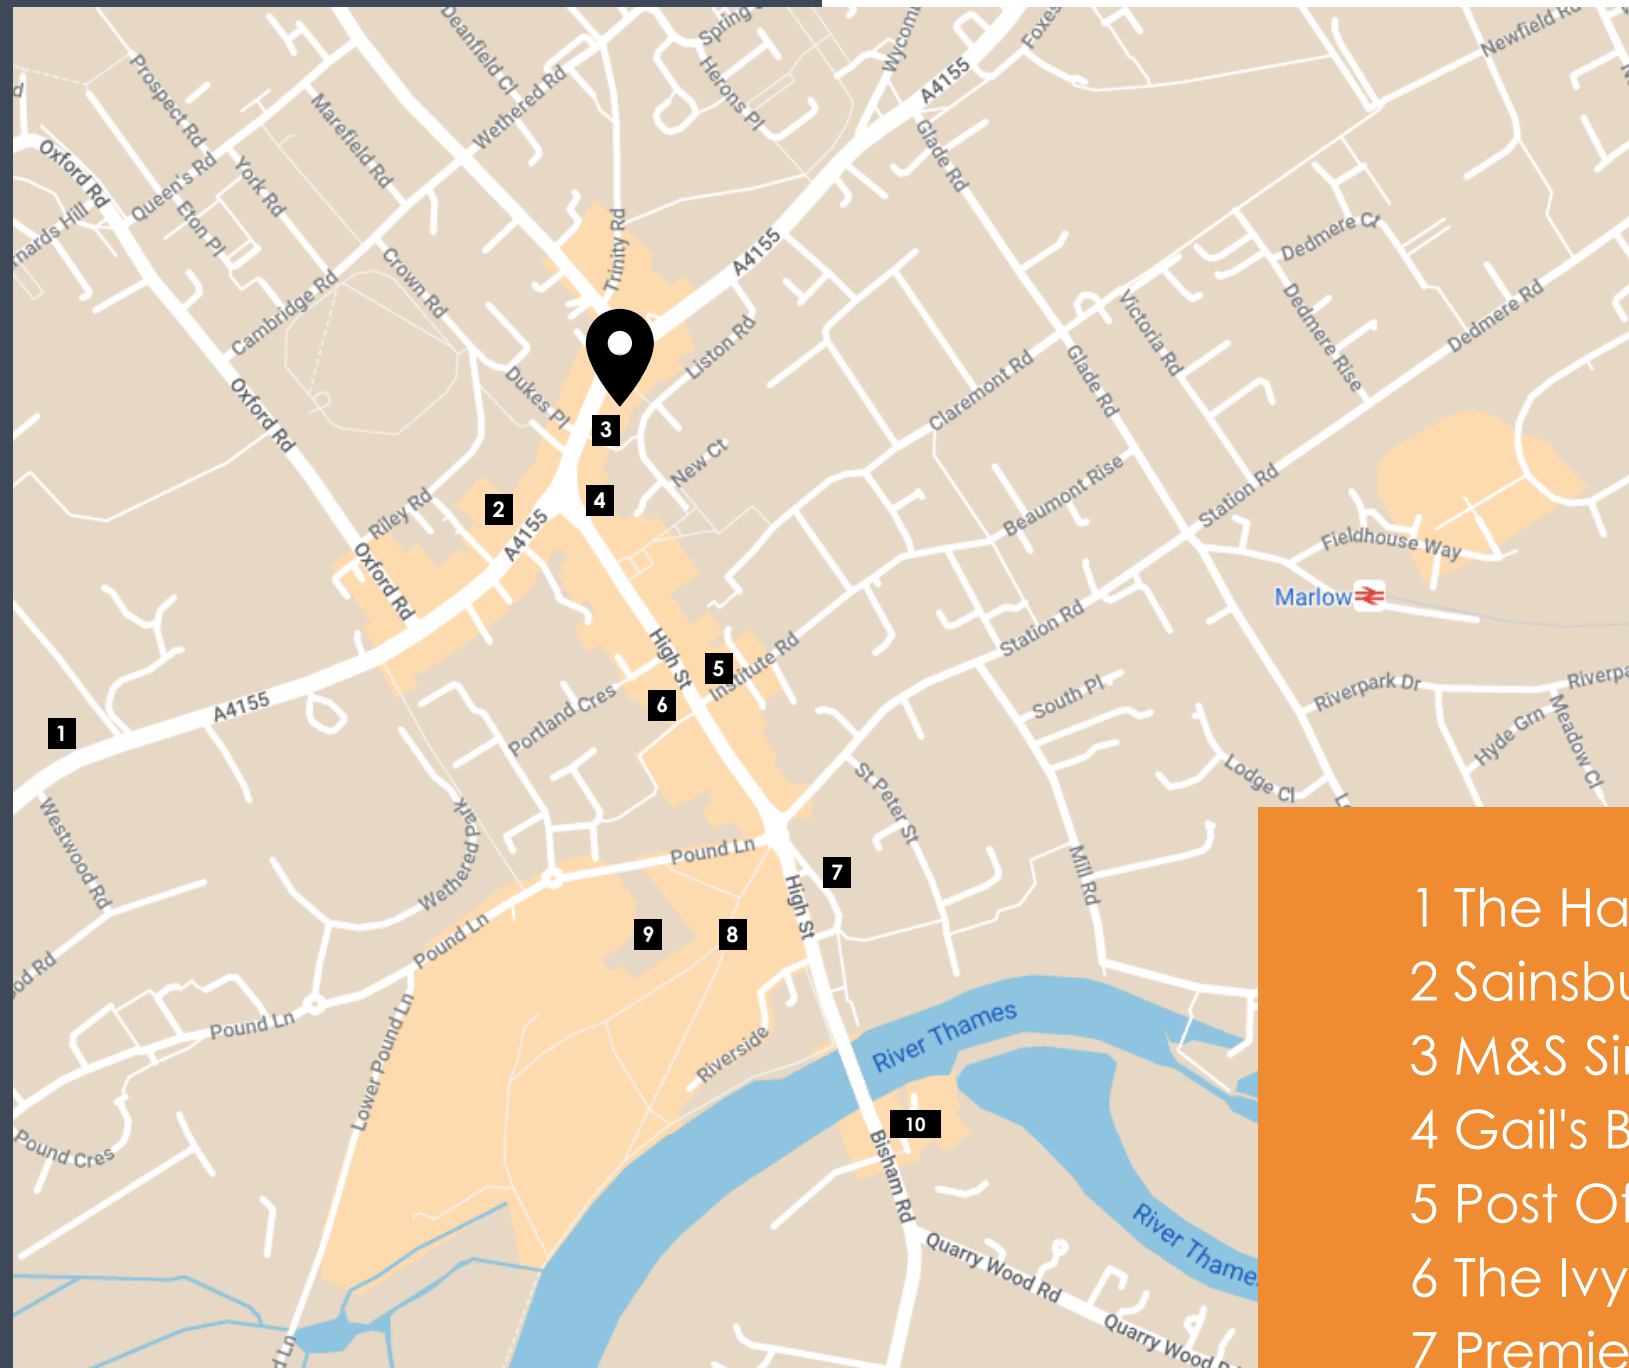 Deanfield Cl
Wethered Rd
Herons Pl
A4155
Newfield Rd
Prospect Rd
Marefield Rd
Oxford Rd
Queen's Rd
York Rd
Eton Pl
Glade Rd
Trinity Rd
A4155
Dedmere Ct
Cambridge Rd
Crown Rd
Liston Rd
Victoria Rd
Dedmere Rise
Dedmere Rd
Oxford Rd
Dukes Pl
Claremont Rd
Glade Rd
3
New Ct
Beaumont Rise
Station Rd
2
4
Riley Rd
A4155
Oxford Rd
Fieldhouse Way
Marlow
Station Rd
High St
5
Institute Rd
6
Portland Cres
A4155
1
South Pl
Riverpark Dr
Riverpa
Hyde Grn
Meadow Cl
Lodge Cl
St Peter St
Westwood Rd
Wethered Park
Pound Ln
7
Mill Rd
High St
9
8
Pound Ln
Pound Ln
Lower Pound Ln
Riverside
River Thames
10
Pound Cres
Bisham Rd
River Thame
Quarry Wood Rd
Quarry Wood
1 The Ha
2 Sainsbu
3 M&S Si
4 Gail's B
5 Post Of
6 The Ivy
7 Premie